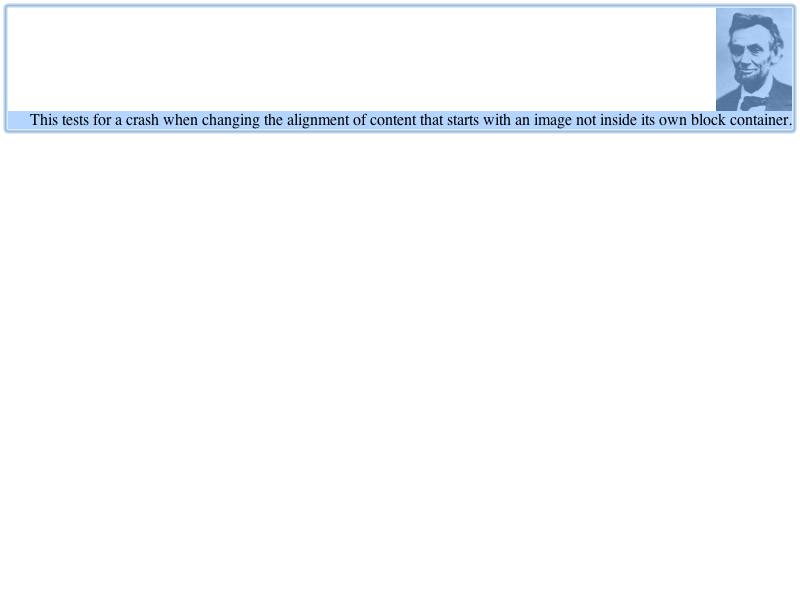 This tests for a crash when changing the alignment of content that starts with an image not inside its own block container.